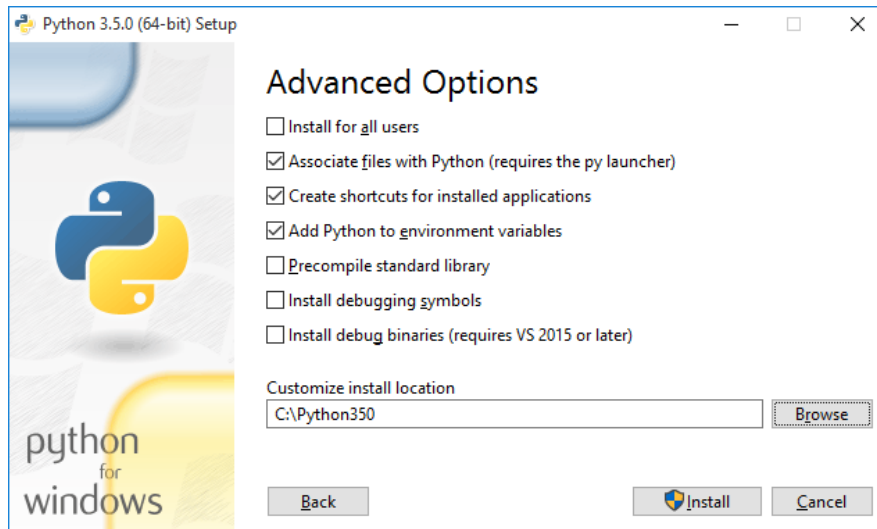 Python 3.5.0 (64-bit) Setup
Advanced Options
Install for all users
Associate files with Python (requires the py launcher)
Create shortcuts for installed applications
Add Python to environment variables
Precompile standard library
Install debugging symbols
Install debug binaries (requires VS 2015 or later)
Customize install location
C:\Python350
Browse
python
for
windows
Back
Install
Cancel